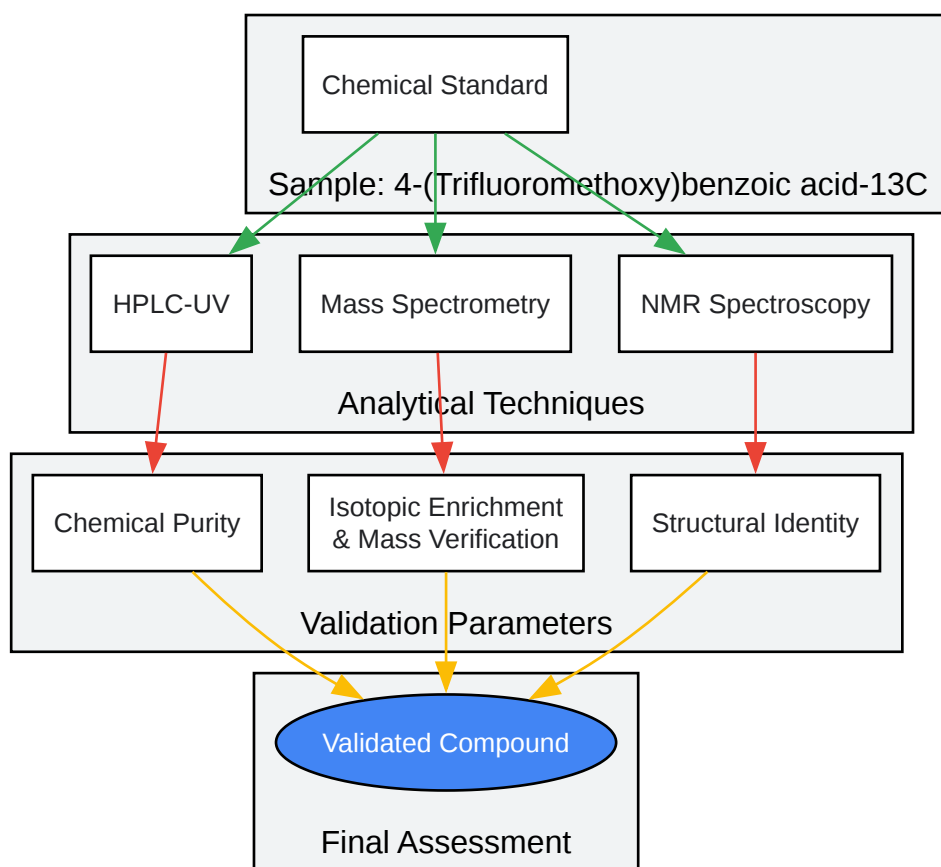 Chemical Standard
Sample: 4-(Trifluoromethoxy)benzoic acid-13C
HPLC-UV
Mass Spectrometry
NMR Spectroscopy
Analytical Techniques
Chemical Purity
Isotopic Enrichment
& Mass Verification
Structural Identity
Validation Parameters
Validated Compound
Final Assessment